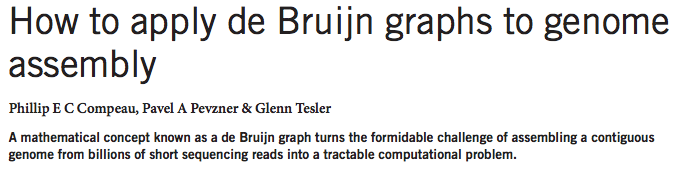 How to apply de Bruijn graphs to genome
assembly
Phillip E C Compeau, Pavel A Pevzner & Glenn Tesler
A mathematical concept known as a de Bruijn graph turns the formidable challenge of assembling a contiguous
genome from billions of short sequencing reads into a tractable computational problem.